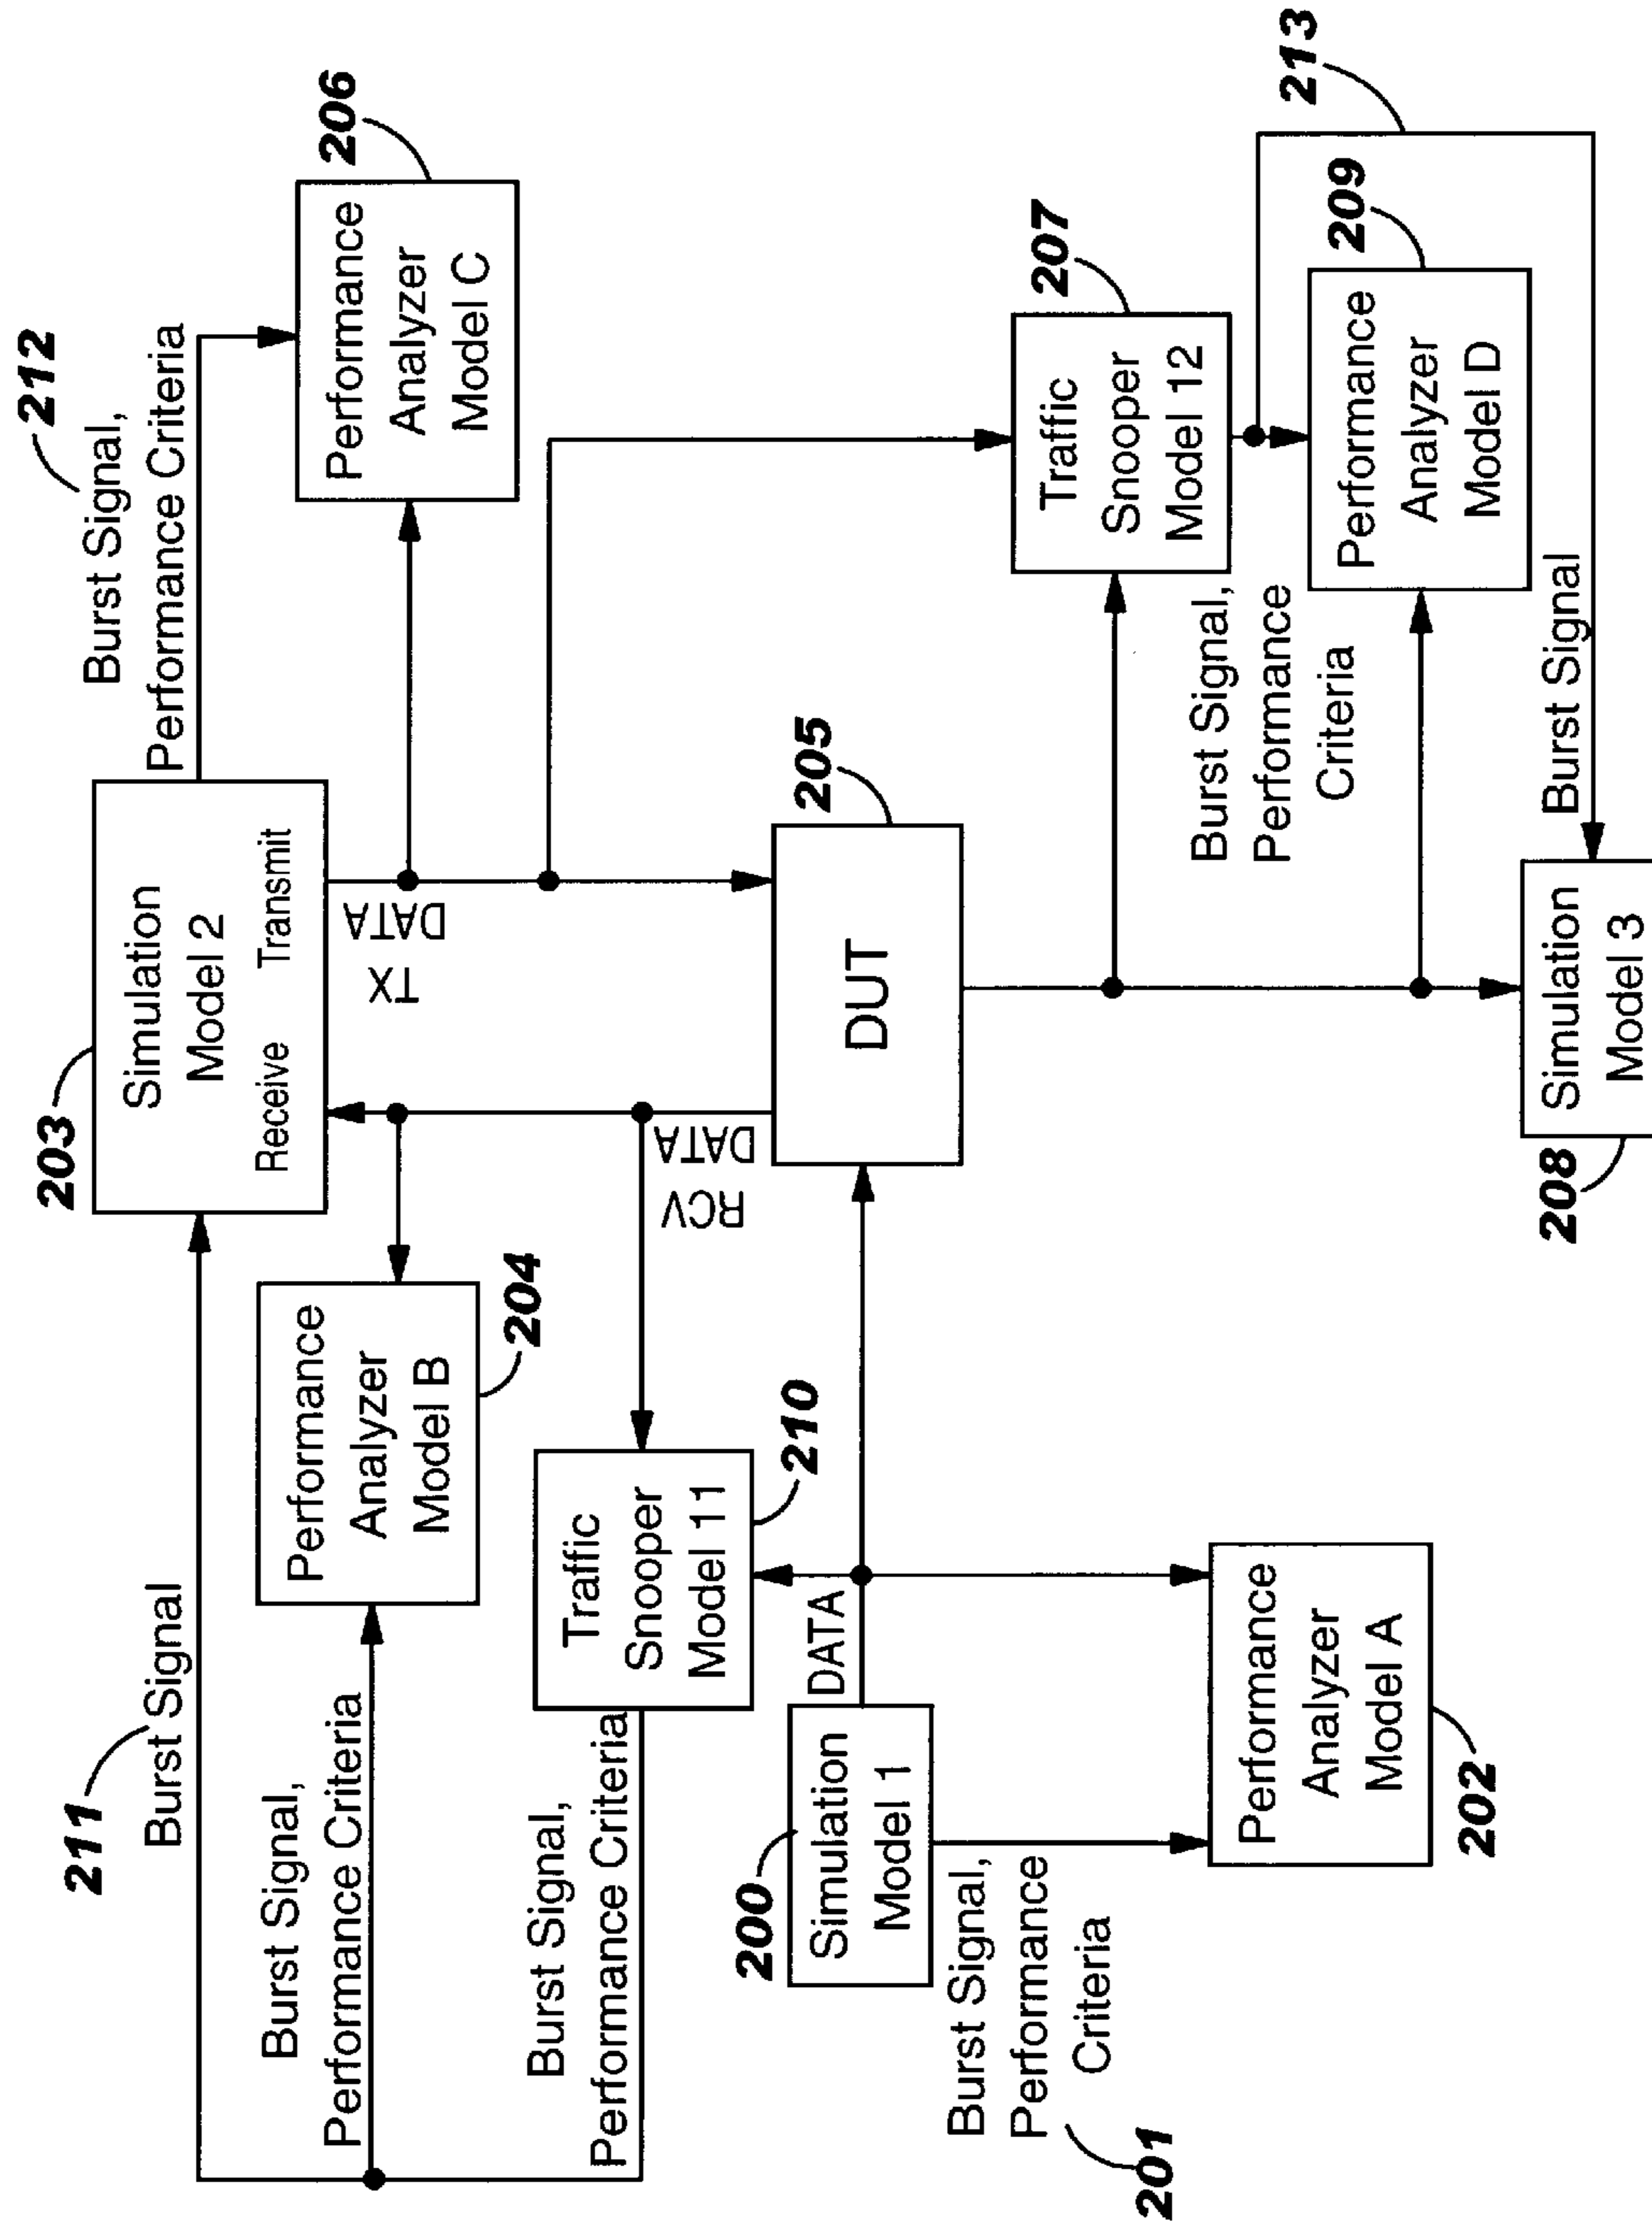 212
Burst Signal,
Performance Criteria
211
Burst Signal
203
Simulation
Model 2
Receive
Transmit
206
Performance
Analyzer
Model C
Burst Signal,
Performance Criteria
Performance
Analyzer
Model B
204
DATA
TX
Burst Signal,
Performance Criteria
Traffic
Snooper
Model 11
210
DATA
RCV
205
DUT
207
Traffic
Snooper
Model 12
213
200
Simulation
Model 1
DATA
Burst Signal,
Performance
Criteria
201
Performance
Analyzer
Model A
202
Burst Signal,
Performance
Criteria
209
Performance
Analyzer
Model D
Burst Signal
208
Simulation
Model 3